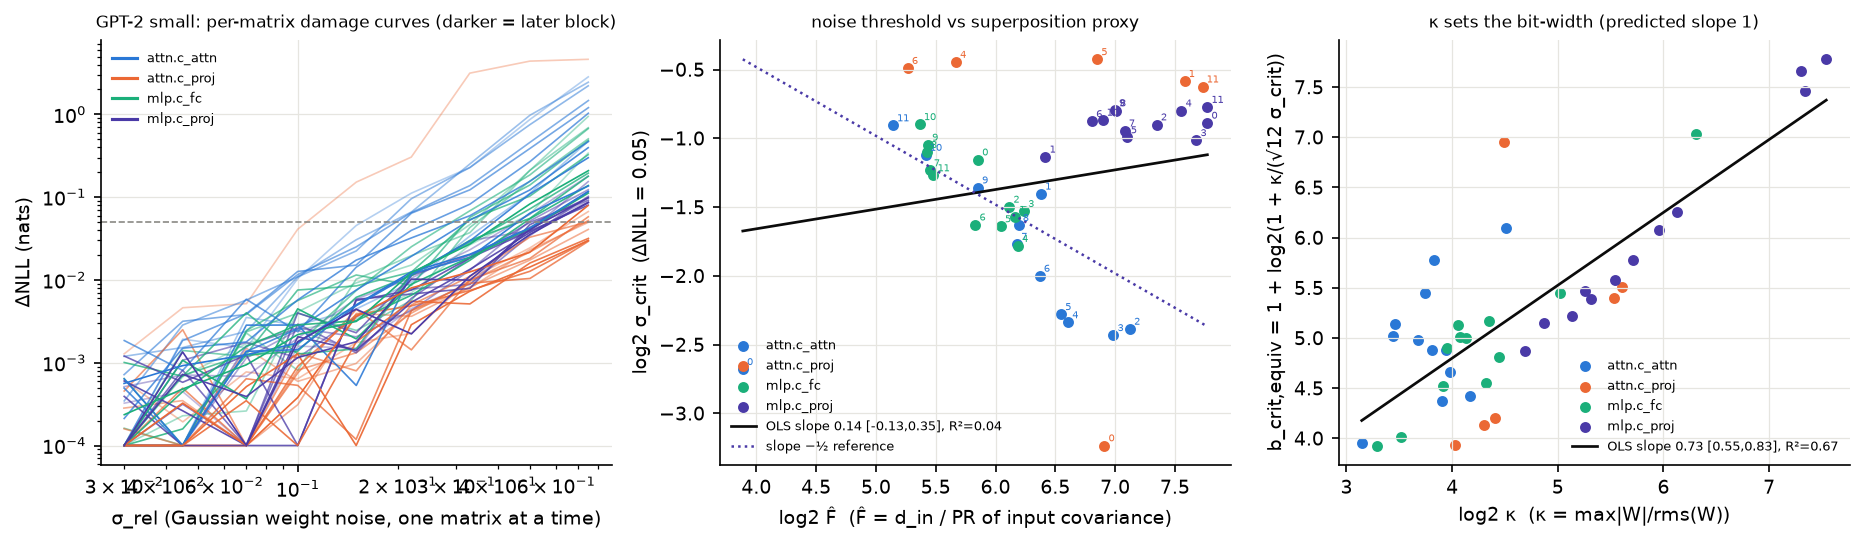 GPT-2 small: per-matrix damage curves (darker = later block)
ΔNLL (nats)
10⁰
10⁻¹
10⁻²
10⁻³
10⁻⁴
attn.c_attn
attn.c_proj
mlp.c_fc
mlp.c_proj
10⁻¹
σ_rel (Gaussian weight noise, one matrix at a time)
noise threshold vs superposition proxy
log2 σ_crit (ΔNLL = 0.05)
−0.5
−1.0
−1.5
−2.0
−2.5
−3.0
attn.c_attn
attn.c_proj
mlp.c_fc
mlp.c_proj
OLS slope 0.14 [-0.13,0.35], R²=0.04
slope −½ reference
4.0 4.5 5.0 5.5 6.0 6.5 7.0 7.5
log2 F̂ (F̂ = d_in / PR of input covariance)
κ sets the bit-width (predicted slope 1)
b_crit,equiv = 1 + log2(1 + κ/(√12 σ_crit))
7.5
7.0
6.5
6.0
5.5
5.0
4.5
4.0
attn.c_attn
attn.c_proj
mlp.c_fc
mlp.c_proj
OLS slope 0.73 [0.55,0.83], R²=0.67
3 4 5 6 7
log2 κ (κ = max|W|/rms(W))